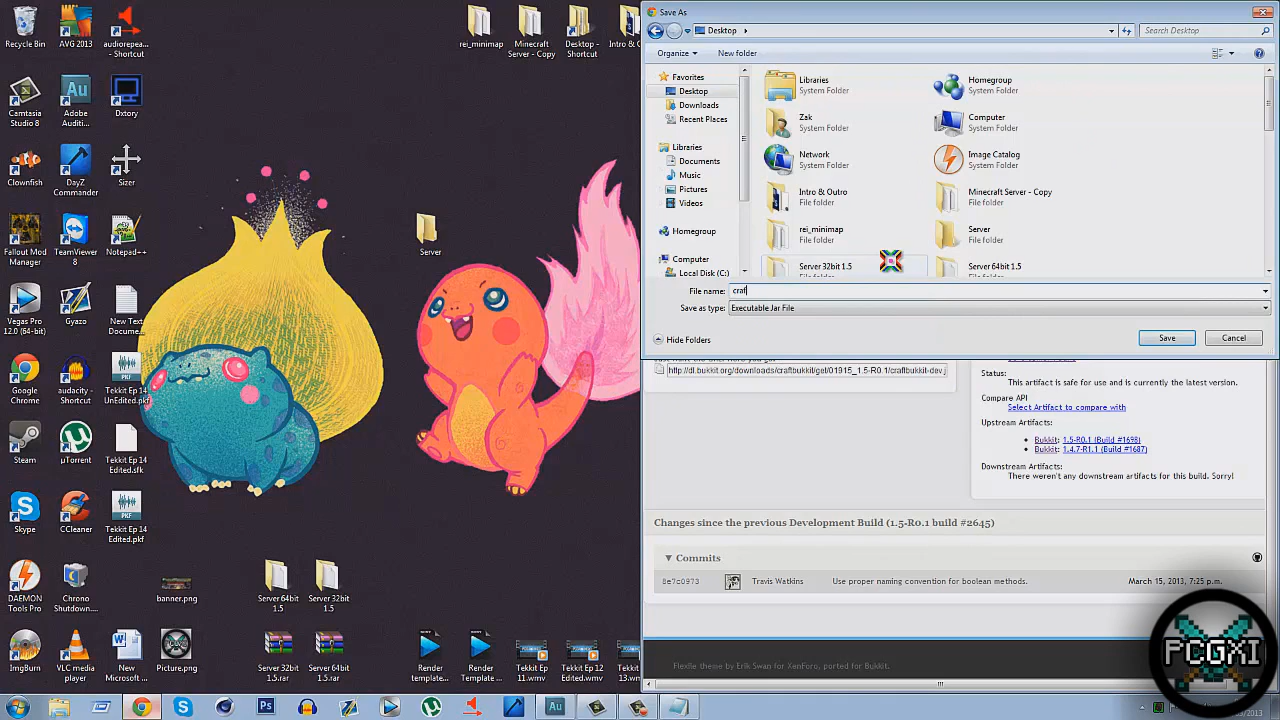 Recycle Bin
AVG 2013
audiorepea... - Shortcut
Camtasia Studio 8
Adobe Auditi...
Dxtory
Clownfish
DayZ Commander
Sizer
Fallout Mod Manager
TeamViewer 8
Notepad++
Vegas Pro 12.0 (64-bit)
Gyazo
New Text Docume...
Google Chrome
audacity - Shortcut
Tekkit Ep 14 UnEdited.pkf
Steam
µTorrent
Tekkit Ep 14 Edited.sfk
Skype
CCleaner
Tekkit Ep 14 Edited.pkf
DAEMON Tools Pro
Chrono Shutdown....
banner.png
Server 64bit 1.5
Server 32bit 1.5
ImgBurn
VLC media player
New Microsoft ...
Picture.png
Server 32bit 1.5.rar
Server 64bit 1.5.rar
Render template...
Render Template...
Tekkit Ep 11.wmv
Tekkit Ep 12 Edited.wmv
Tekkit
13.wm
rei_minimap
Minecraft Server - Copy
Desktop - Shortcut
Intro &
Server
Save As
Desktop
Search Desktop
Organize
New folder
Favorites
Desktop
Downloads
Recent Places
Libraries
Documents
Music
Pictures
Videos
Homegroup
Computer
Local Disk (C:)
Libraries
System Folder
Homegroup
System Folder
Zak
System Folder
Computer
System Folder
Network
System Folder
Image Catalog
System Folder
Intro & Outro
File folder
Minecraft Server - Copy
File folder
rei_minimap
File folder
Server
File folder
Server 32bit 1.5
Server 64bit 1.5
File name: craf
Save as type: Executable Jar File
Hide Folders
Save
Cancel
http://dl.bukkit.org/downloads/craftbukkit/get/01915_1.5-R0.1/craftbukkit-dev.j
Status:
This artifact is safe for use and is currently the latest version.
Compare API
Select Artifact to compare with
Upstream Artifacts:
Bukkit: 1.5-R0.1 (Build #1698)
Bukkit: 1.4.7-R1.1 (Build #1687)
Downstream Artifacts:
There weren't any downstream artifacts for this build. Sorry!
Changes since the previous Development Build (1.5-R0.1 build #2645)
▼ Commits
8e7c0973
Travis Watkins
Use proper naming convention for boolean methods.
March 15, 2013, 7:25 p.m.
Flexile theme by Erik Swan for XenForo, ported for Bukkit.
PCGXI